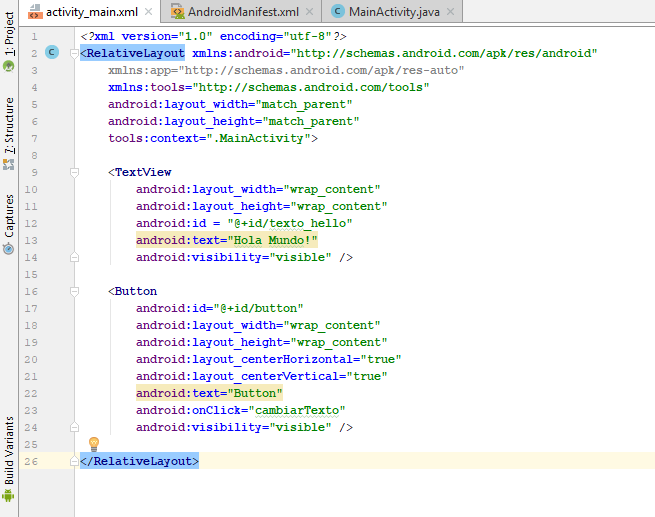 activity_main.xml AndroidManifest.xml MainActivity.java
1: Project
7: Structure
Captures
Build Variants
1 <?xml version="1.0" encoding="utf-8"?>
2 <RelativeLayout xmlns:android="http://schemas.android.com/apk/res/android"
3 xmlns:app="http://schemas.android.com/apk/res-auto"
4 xmlns:tools="http://schemas.android.com/tools"
5 android:layout_width="match_parent"
6 android:layout_height="match_parent"
7 tools:context=".MainActivity">
8
9 <TextView
10 android:layout_width="wrap_content"
11 android:layout_height="wrap_content"
12 android:id = "@+id/texto_hello"
13 android:text="Hola Mundo!"
14 android:visibility="visible" />
15
16 <Button
17 android:id="@+id/button"
18 android:layout_width="wrap_content"
19 android:layout_height="wrap_content"
20 android:layout_centerHorizontal="true"
21 android:layout_centerVertical="true"
22 android:text="Button"
23 android:onClick="cambiarTexto"
24 android:visibility="visible" />
25
26 </RelativeLayout>